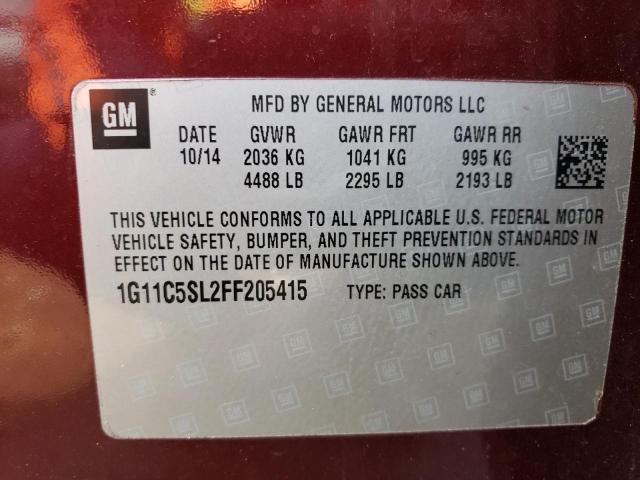 GM
®
MFD BY GENERAL MOTORS LLC
DATE GVWR GAWR FRT GAWR RR
10/14 2036 KG 1041 KG 995 KG
4488 LB 2295 LB 2193 LB
THIS VEHICLE CONFORMS TO ALL APPLICABLE U.S. FEDERAL MOTOR
VEHICLE SAFETY, BUMPER, AND THEFT PREVENTION STANDARDS IN
EFFECT ON THE DATE OF MANUFACTURE SHOWN ABOVE.
1G11C5SL2FF205415 TYPE: PASS CAR